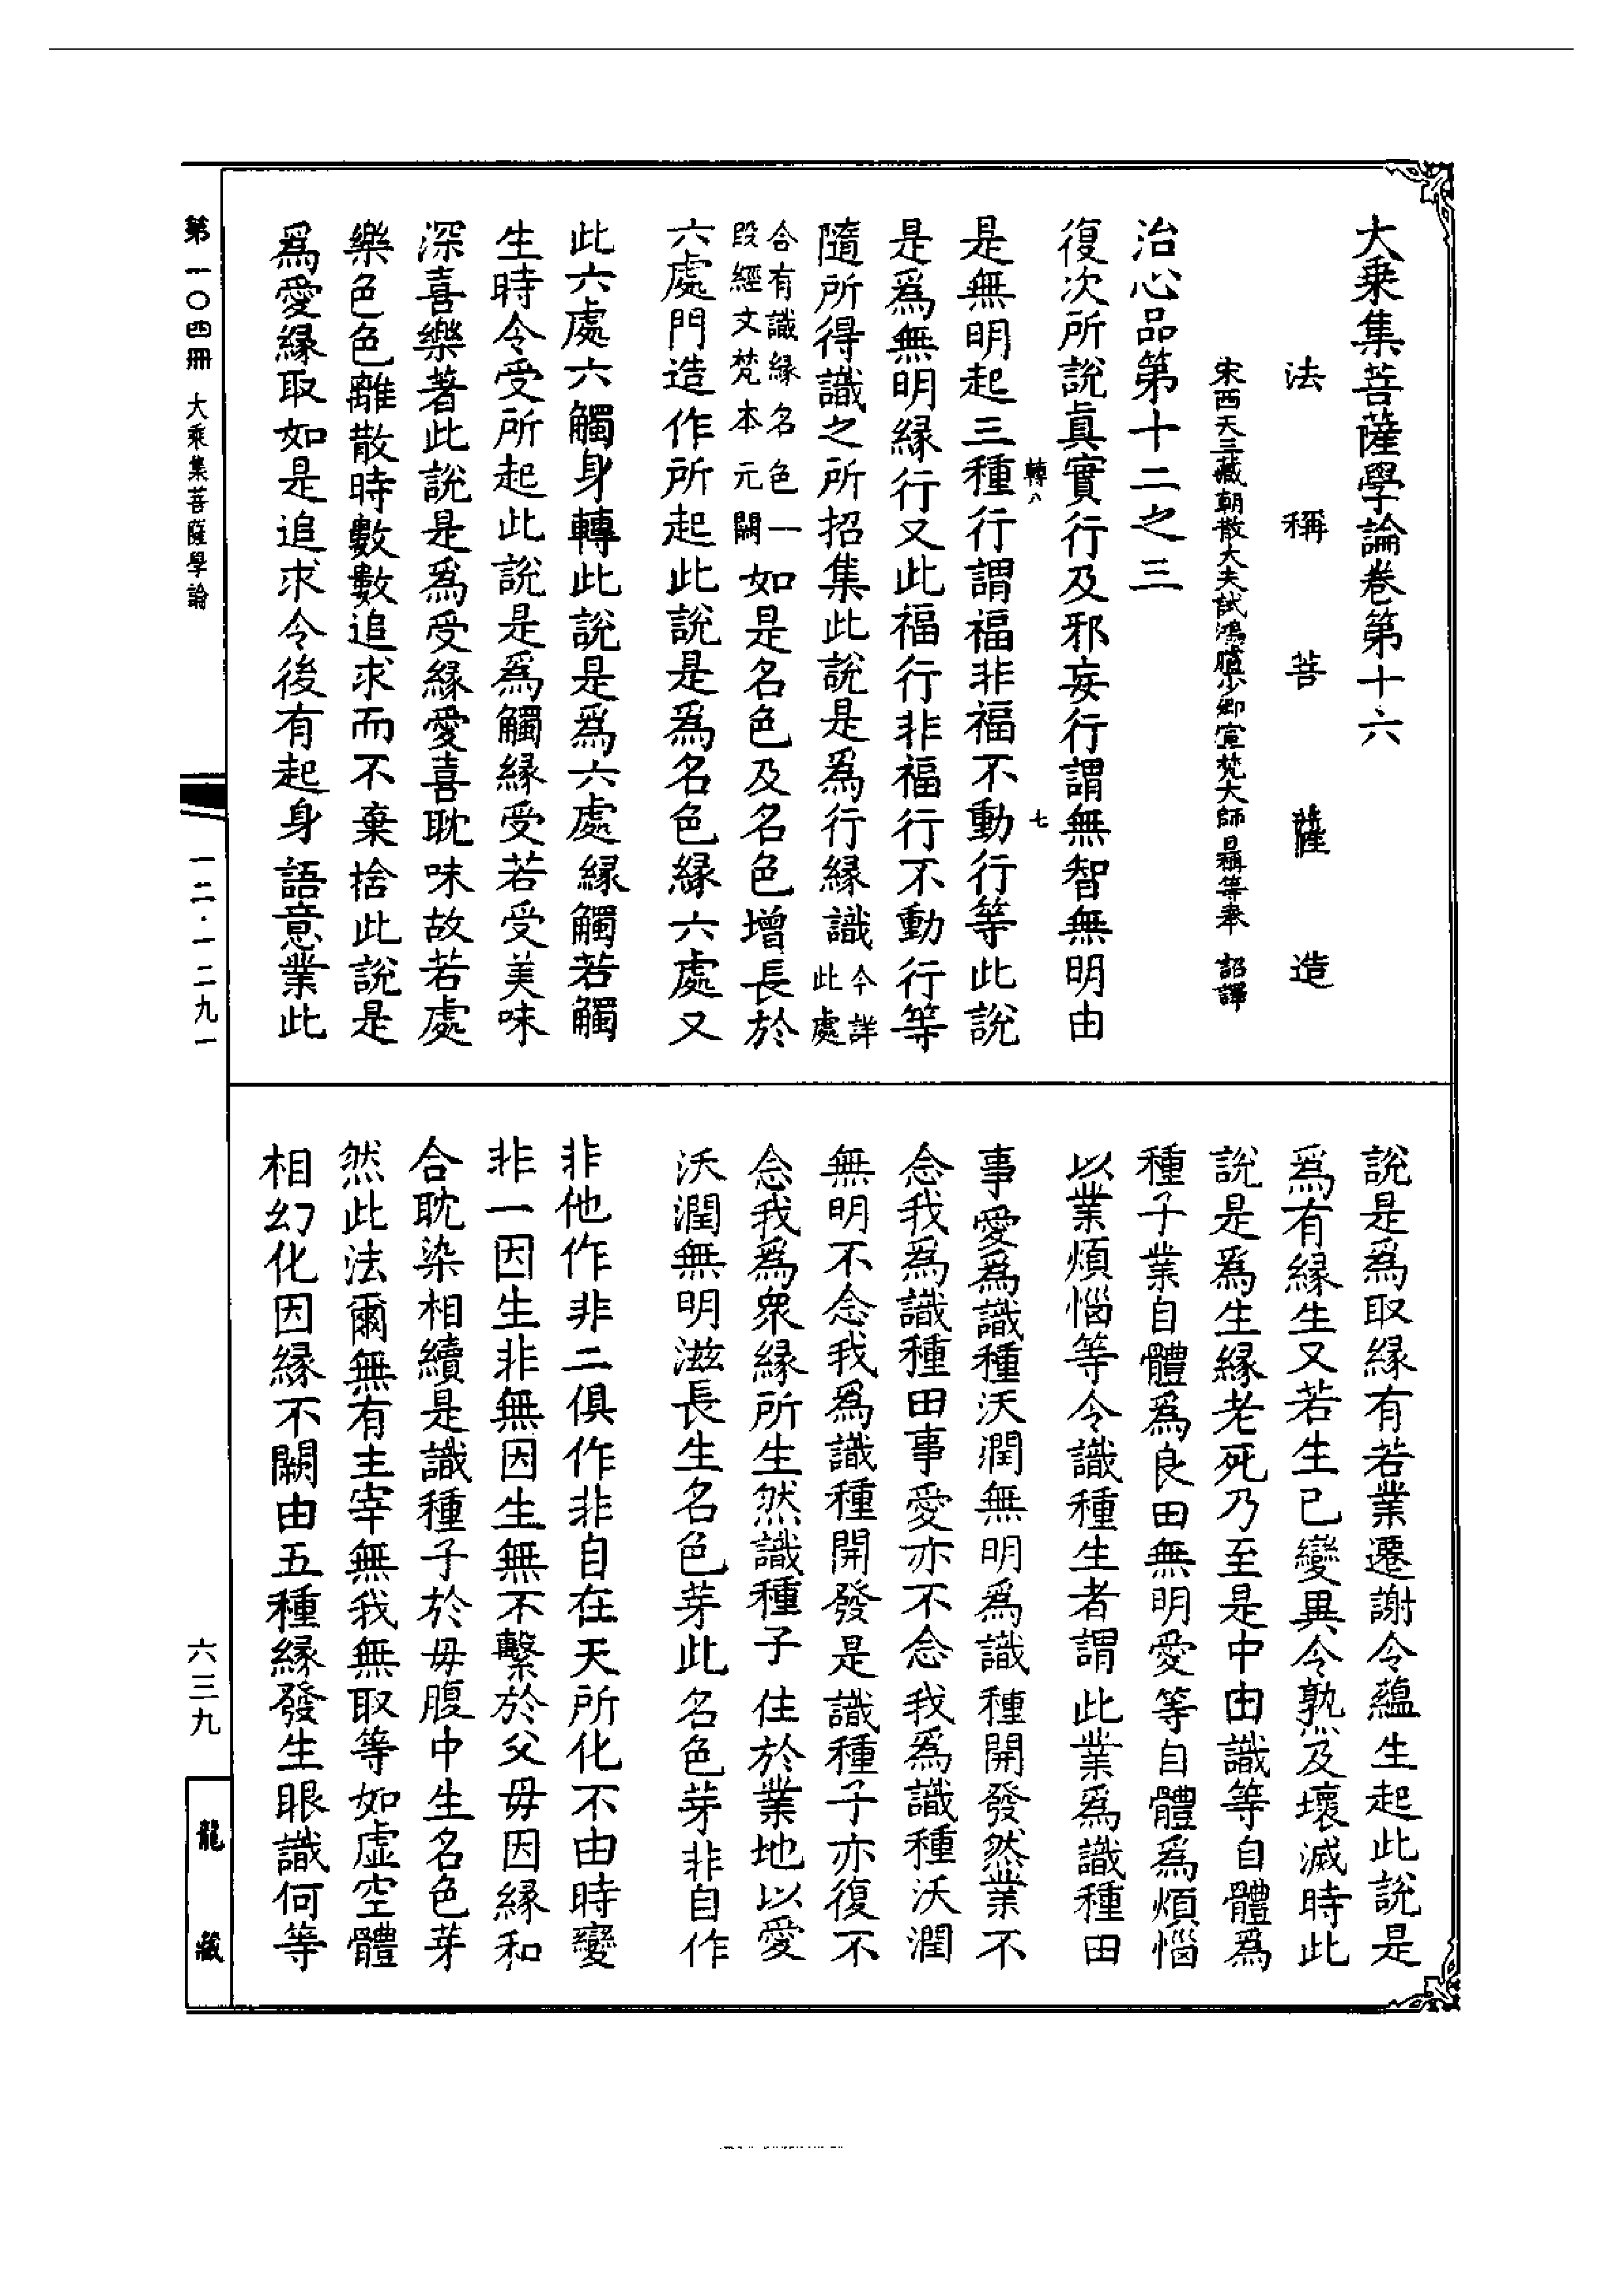 大乗集菩薩學論卷第十六
法稱菩薩造
宋西天三藏朝散大夫試鴻臚少卿宣梵大師日稱等奉詔譯
治心品第十二之三
復次所說眞實行及邪妄行謂無智無明由
轉八
七
是無明起三種行謂福非福不動行等此說
是爲無明緣行又此福行非福行不動行等
隨所得識之所招集此說是爲行緣識今詳此處
合有識緣名色一
段經文梵本元闕
如是名色及名色增長於
六處門造作所起此說是爲名色緣六處又
此六處六觸身轉此說是爲六處緣觸若觸
生時令受所起此說是爲觸緣受若受美味
深喜樂著此說是爲受緣愛喜耽味故若處
樂色色離散時數數追求而不棄捨此說是
爲愛緣取如是追求令後有起身語意業此
說是爲取緣有若業遷謝令蘊生起此說是
爲有緣生又若生已變異令熟及壞滅時此
說是爲生緣老死乃至是中由識等自體爲
種子業自體爲良田無明愛等自體爲煩惱
以業煩惱等令識種生者謂此業爲識種田
事愛爲識種沃潤無明爲識種開發然業不
念我爲識種田事愛亦不念我爲識種沃潤
無明不念我爲識種開發是識種子亦復不
念我爲衆緣所生然識種子住於業地以愛
沃潤無明滋長生名色芽此名色芽非自作
非他作非二俱作非自在天所化不由時變
非一因生非無因生無不繫於父毋因緣和
合耽染相續是識種子於毋腹中生名色芽
然此法爾無有主宰無我無取等如虛空體
相幻化因緣不闕由五種緣發生眼識何等
第一〇四冊 大乘集菩薩學論
一二·一二九一
六三九
龍藏